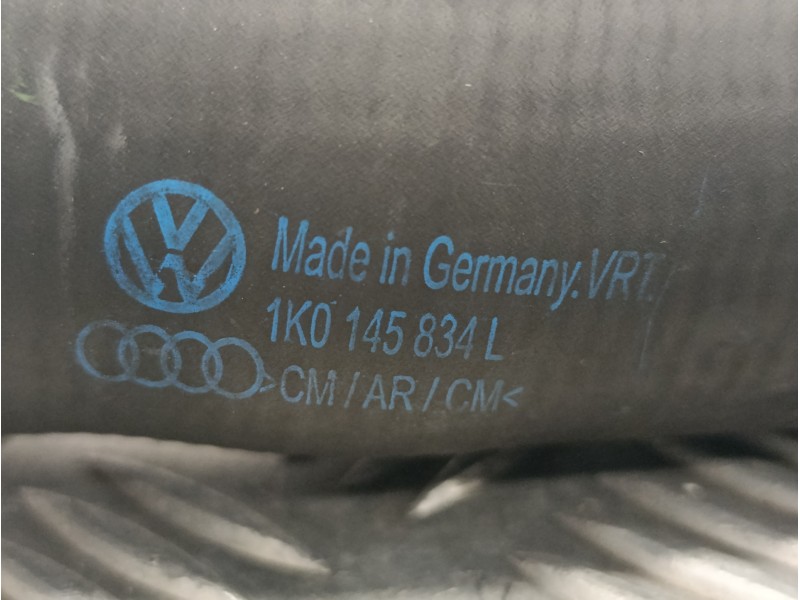 Made in Germany.VRT.
1K0 145 834 L
>CM / AR / CM<